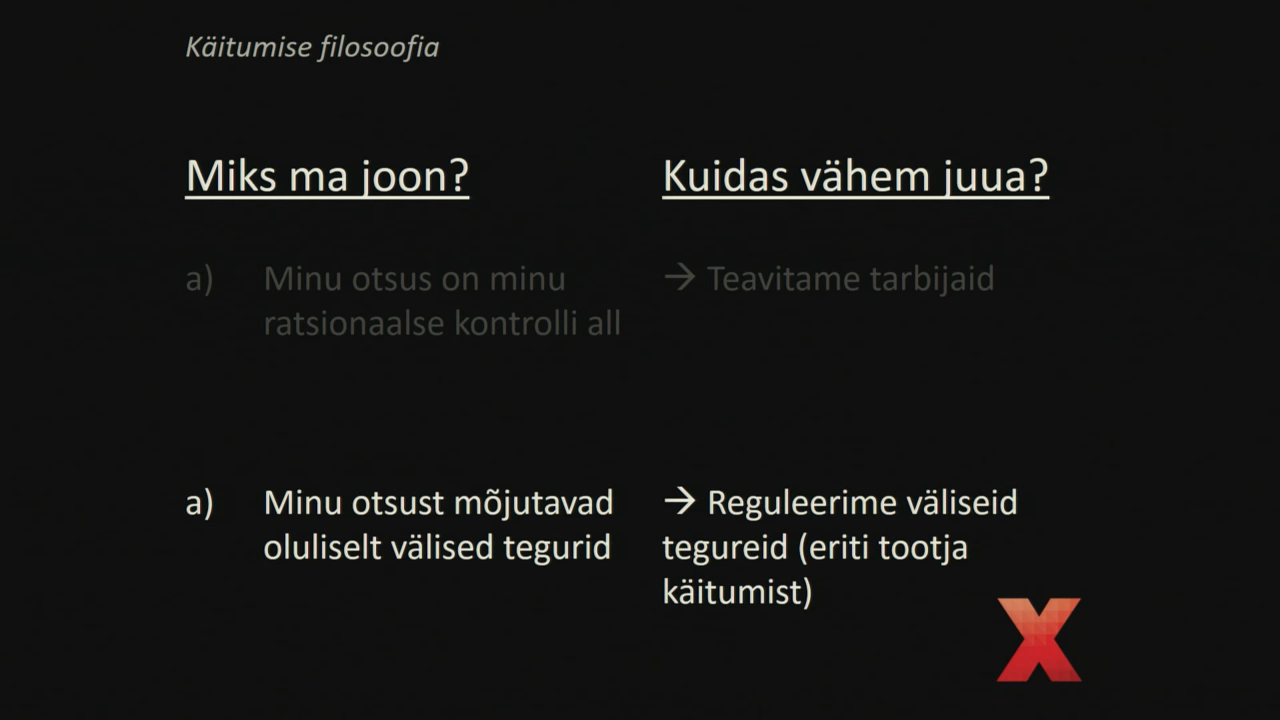 Käitumise filosoofia
Miks ma joon?
Kuidas vähem juua?
a) Minu otsus on minu
ratsionaalse kontrolli all
→ Teavitame tarbijaid
a) Minu otsust mõjutavad
oluliselt välised tegurid
→ Reguleerime väliseid
tegureid (eriti tootja
käitumist)
X